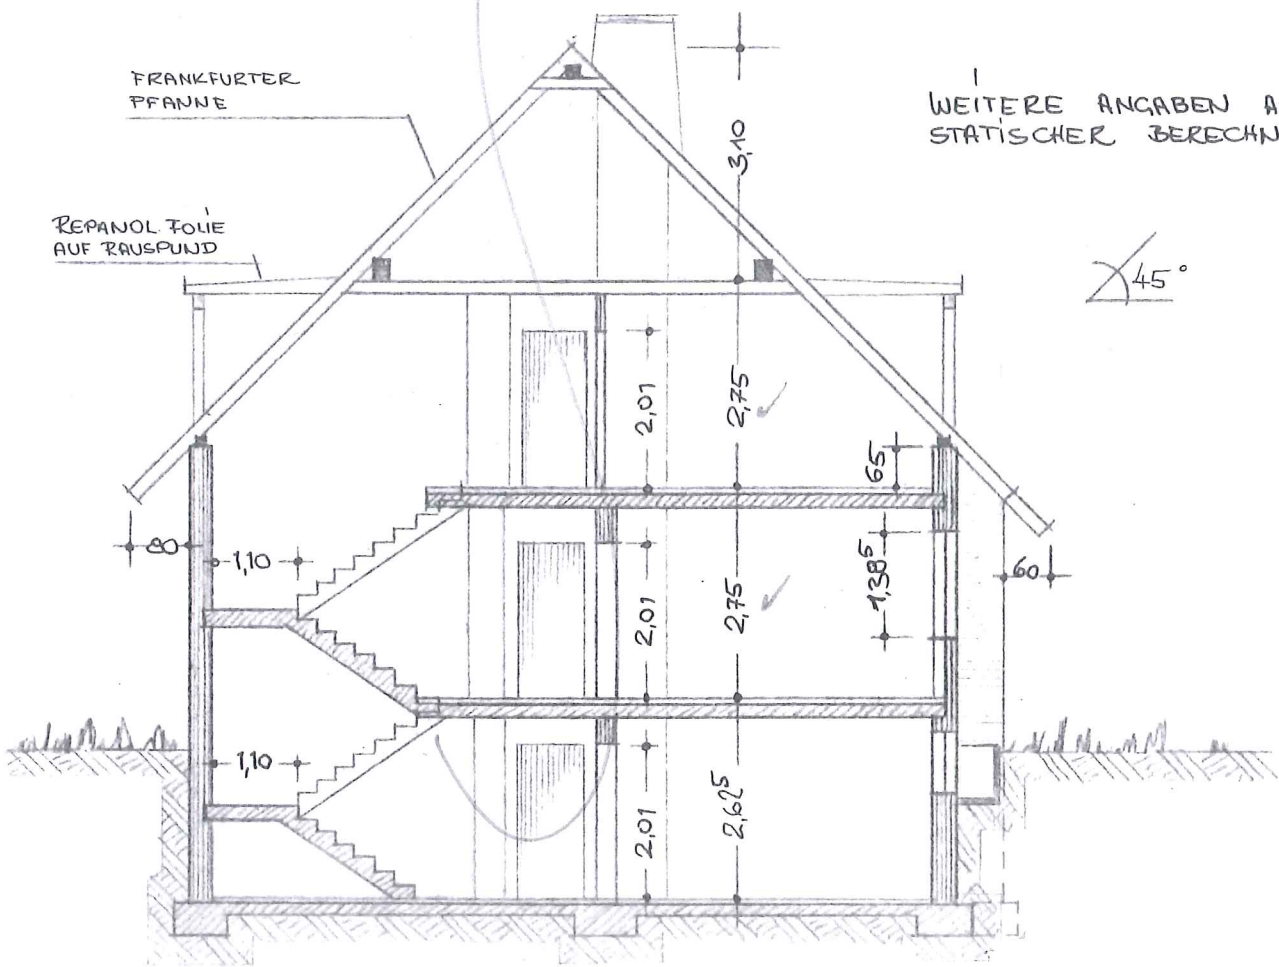 FRANKFURTER
PFANNE
WEITERE ANGABEN A
STATISCHER BERECHN
REPANOL FOLIE
AUF RAUSPUND
45°
3,10
2,01
2,75
65
80
1,10
2,01
2,75
1,38⁵
60
1,10
2,01
2,62⁵